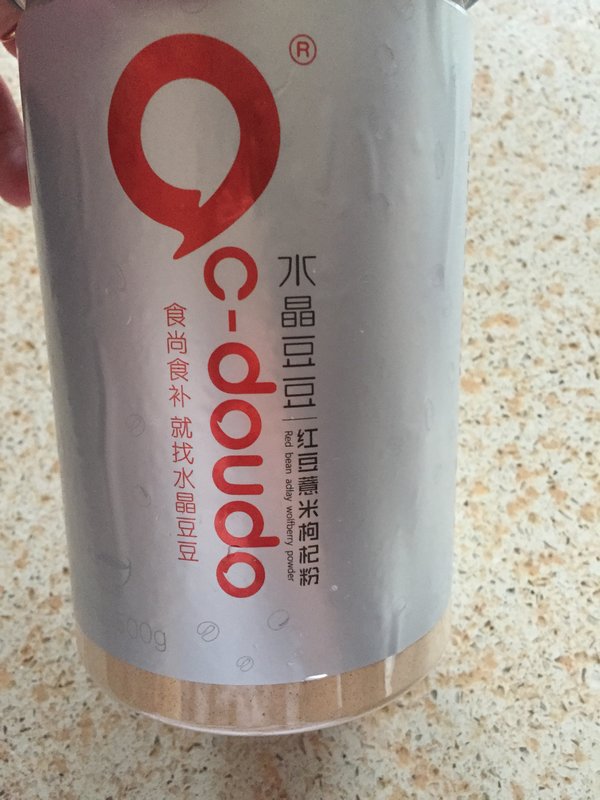 ®
c-doudo
水晶豆豆
红豆薏米枸杞粉
Red bean adlay wolfberry powder
食尚食补 就找水晶豆豆
500g